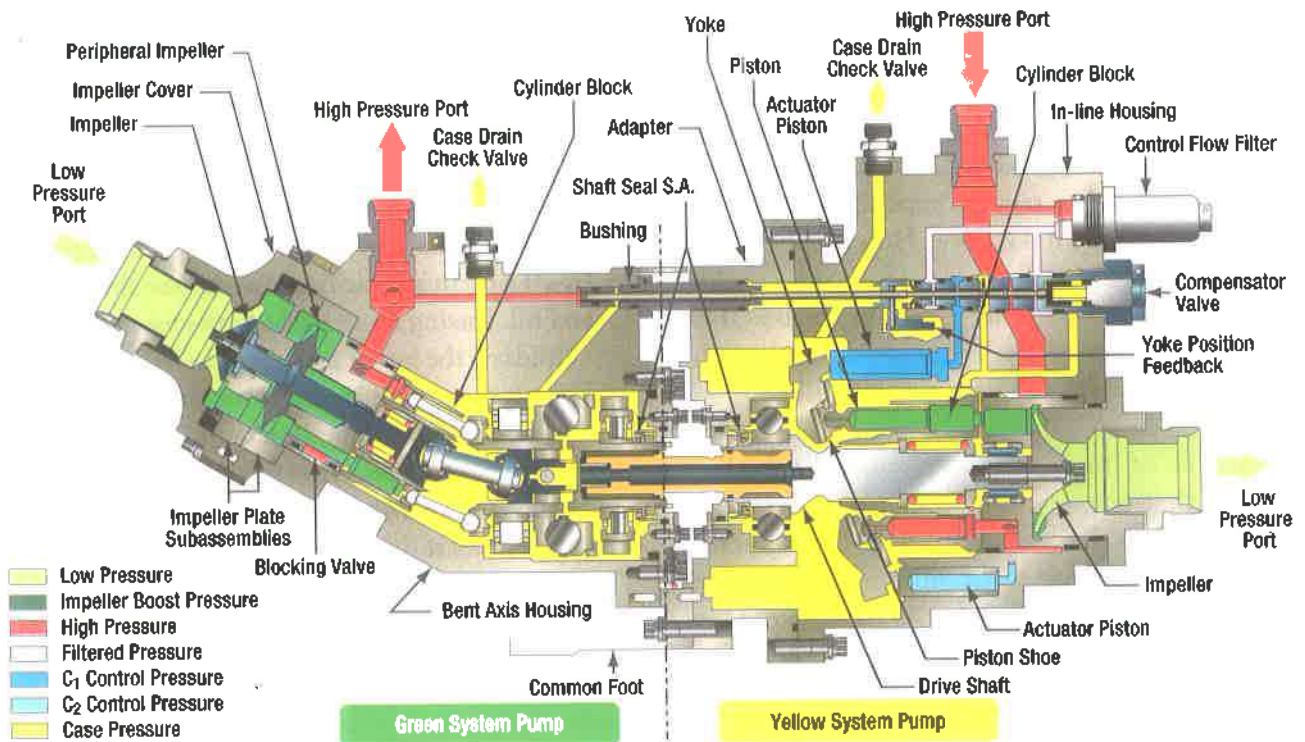 Yoke
High Pressure Port
Peripheral Impeller
Case Drain
Check Valve
Piston
Cylinder Block
Impeller Cover
High Pressure Port
Cylinder Block
Actuator
Piston
In-line Housing
Impeller
Case Drain
Check Valve
Adapter
Control Flow Filter
Low
Pressure
Port
Shaft Seal S.A.
Bushing
Compensator
Valve
Yoke Position
Feedback
Impeller Plate
Subassemblies
Low
Pressure
Port
Blocking Valve
Low Pressure
Impeller Boost Pressure
High Pressure
Filtered Pressure
C1 Control Pressure
C2 Control Pressure
Case Pressure
Bent Axis Housing
Impeller
Actuator Piston
Piston Shoe
Common Foot
Drive Shaft
Green System Pump
Yellow System Pump